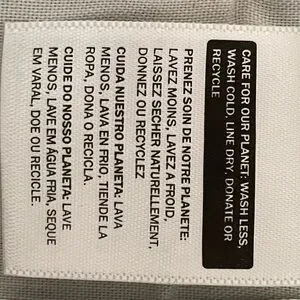 CARE FOR OUR PLANET: WASH LESS,
WASH COLD, LINE DRY, DONATE OR
RECYCLE
PRENEZ SOIN DE NOTRE PLANETE:
LAVEZ MOINS, LAVEZ A FROID,
LAISSEZ SECHER NATURELLEMENT,
DONNEZ OU RECYCLEZ
CUIDA NUESTRO PLANETA: LAVA
MENOS, LAVA EN FRIO, TIENDE LA
ROPA, DONA O RECICLA.
CUIDE DO NOSSO PLANETA: LAVE
MENOS, LAVE EM ÁGUA FRIA, SEQUE
EM VARAL, DOE OU RECICLE.